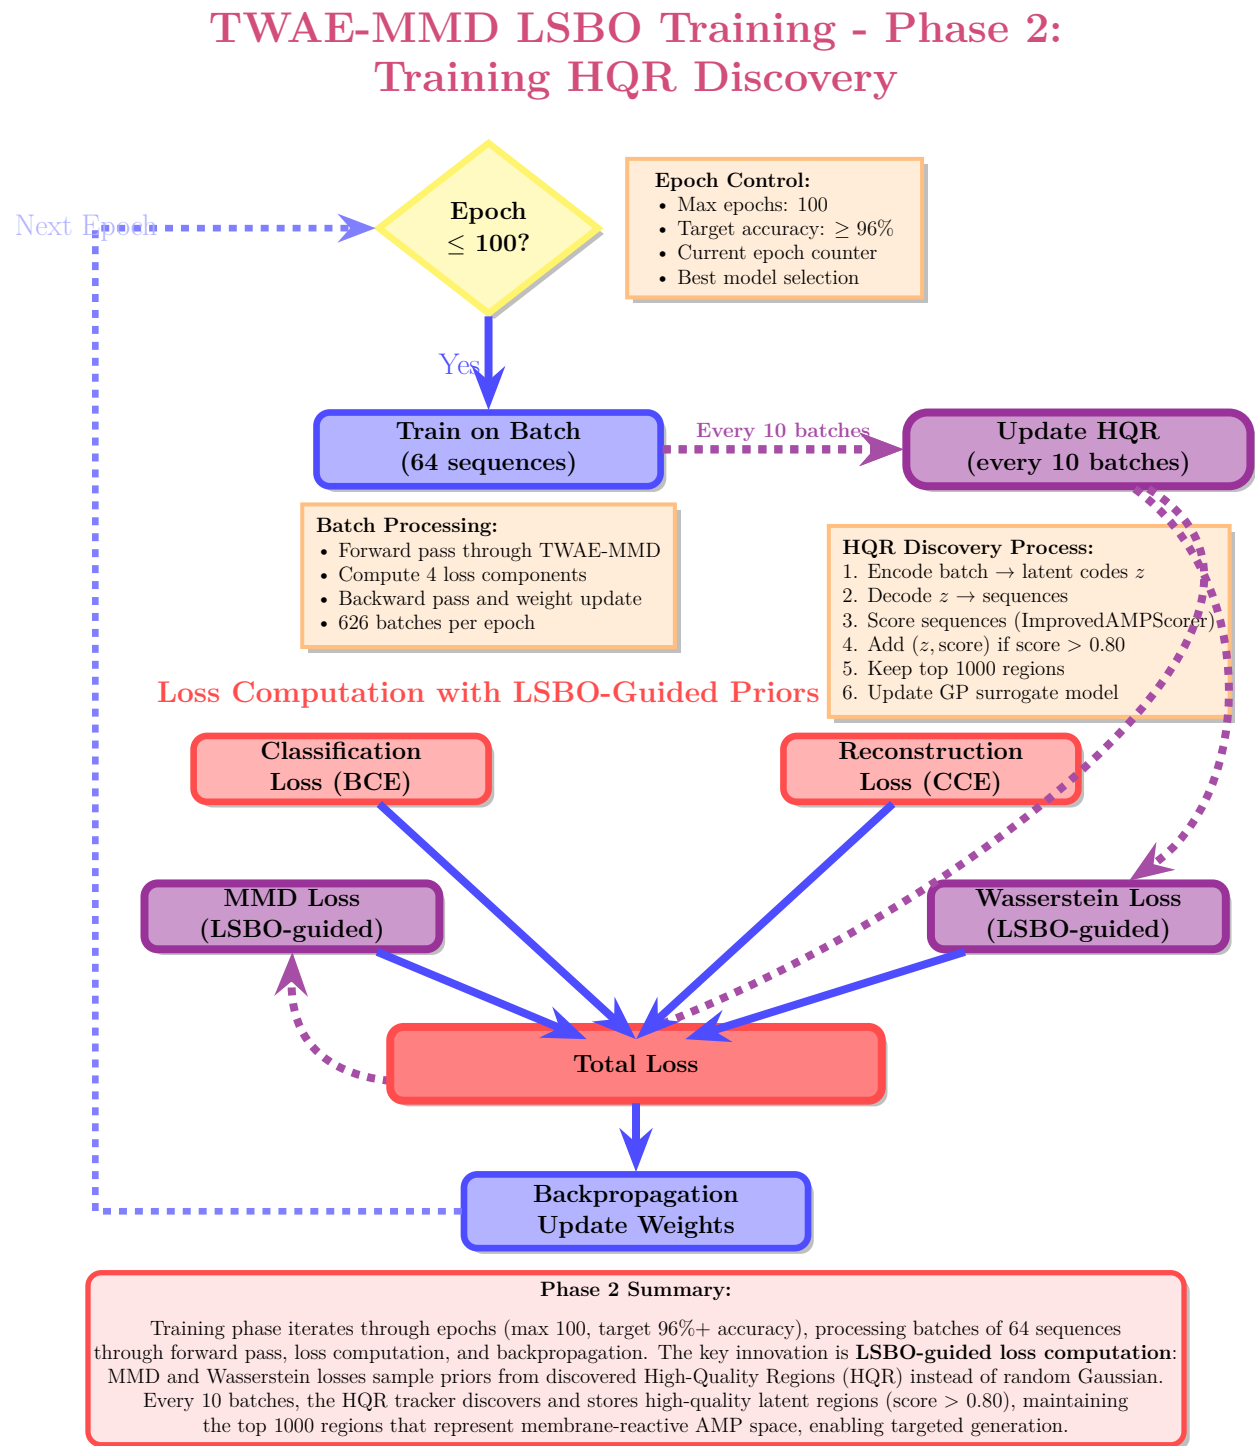 TWAE-MMD LSBO Training - Phase 2:
Training HQR Discovery
Epoch
≤ 100?
Epoch Control:
• Max epochs: 100
• Target accuracy: ≥ 96%
• Current epoch counter
• Best model selection
Next Epoch
Yes
Train on Batch
(64 sequences)
Every 10 batches
Update HQR
(every 10 batches)
Batch Processing:
• Forward pass through TWAE-MMD
• Compute 4 loss components
• Backward pass and weight update
• 626 batches per epoch
HQR Discovery Process:
1. Encode batch → latent codes z
2. Decode z → sequences
3. Score sequences (ImprovedAMPScorer)
4. Add (z, score) if score > 0.80
5. Keep top 1000 regions
6. Update GP surrogate model
Loss Computation with LSBO-Guided Priors
Classification
Loss (BCE)
Reconstruction
Loss (CCE)
MMD Loss
(LSBO-guided)
Wasserstein Loss
(LSBO-guided)
Total Loss
Backpropagation
Update Weights
Phase 2 Summary:
Training phase iterates through epochs (max 100, target 96%+ accuracy), processing batches of 64 sequences
through forward pass, loss computation, and backpropagation. The key innovation is LSBO-guided loss computation:
MMD and Wasserstein losses sample priors from discovered High-Quality Regions (HQR) instead of random Gaussian.
Every 10 batches, the HQR tracker discovers and stores high-quality latent regions (score > 0.80), maintaining
the top 1000 regions that represent membrane-reactive AMP space, enabling targeted generation.